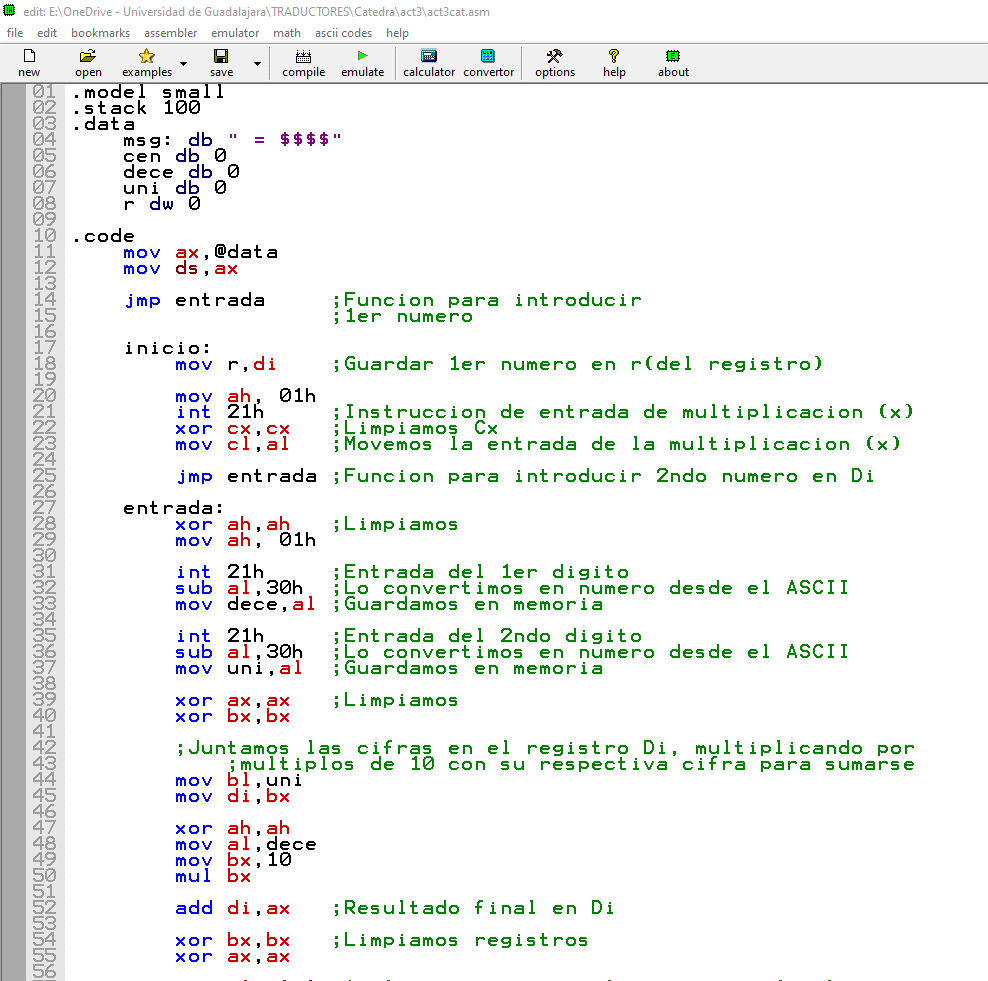 edit: E:\OneDrive - Universidad de Guadalajara\TRADUCTORES\Catedra\act3\act3cat.asm
file edit bookmarks assembler emulator math ascii codes help
new open examples save compile emulate calculator convertor options help about
01 .model small
02 .stack 100
03 .data
04 msg: db " = $$$$"
05 cen db 0
06 dece db 0
07 uni db 0
08 r dw 0
09
10 .code
11 mov ax,@data
12 mov ds,ax
13
14 jmp entrada ;Funcion para introducir
15 ;1er numero
16
17 inicio:
18 mov r,di ;Guardar 1er numero en r(del registro)
19
20 mov ah, 01h
21 int 21h ;Instruccion de entrada de multiplicacion (x)
22 xor cx,cx ;Limpiamos Cx
23 mov cl,al ;Movemos la entrada de la multiplicacion (x)
24
25 jmp entrada ;Funcion para introducir 2ndo numero en Di
26
27 entrada:
28 xor ah,ah ;Limpiamos
29 mov ah, 01h
30
31 int 21h ;Entrada del 1er digito
32 sub al,30h ;Lo convertimos en numero desde el ASCII
33 mov dece,al ;Guardamos en memoria
34
35 int 21h ;Entrada del 2ndo digito
36 sub al,30h ;Lo convertimos en numero desde el ASCII
37 mov uni,al ;Guardamos en memoria
38
39 xor ax,ax ;Limpiamos
40 xor bx,bx
41
42 ;Juntamos las cifras en el registro Di, multiplicando por
43 ;multiplos de 10 con su respectiva cifra para sumarse
44 mov bl,uni
45 mov di,bx
46
47 xor ah,ah
48 mov al,dece
49 mov bx,10
50 mul bx
51
52 add di,ax ;Resultado final en Di
53
54 xor bx,bx ;Limpiamos registros
55 xor ax,ax
56